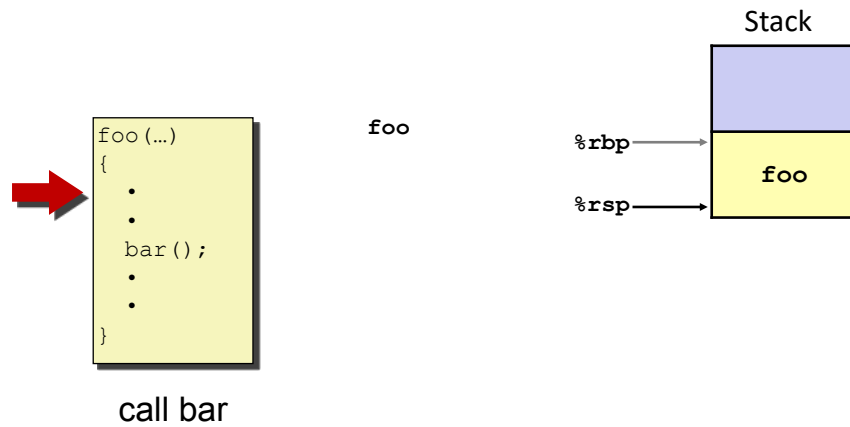 Stack
foo(…)
{
•
•
bar();
•
•
}
foo
%rbp
foo
%rsp
call bar